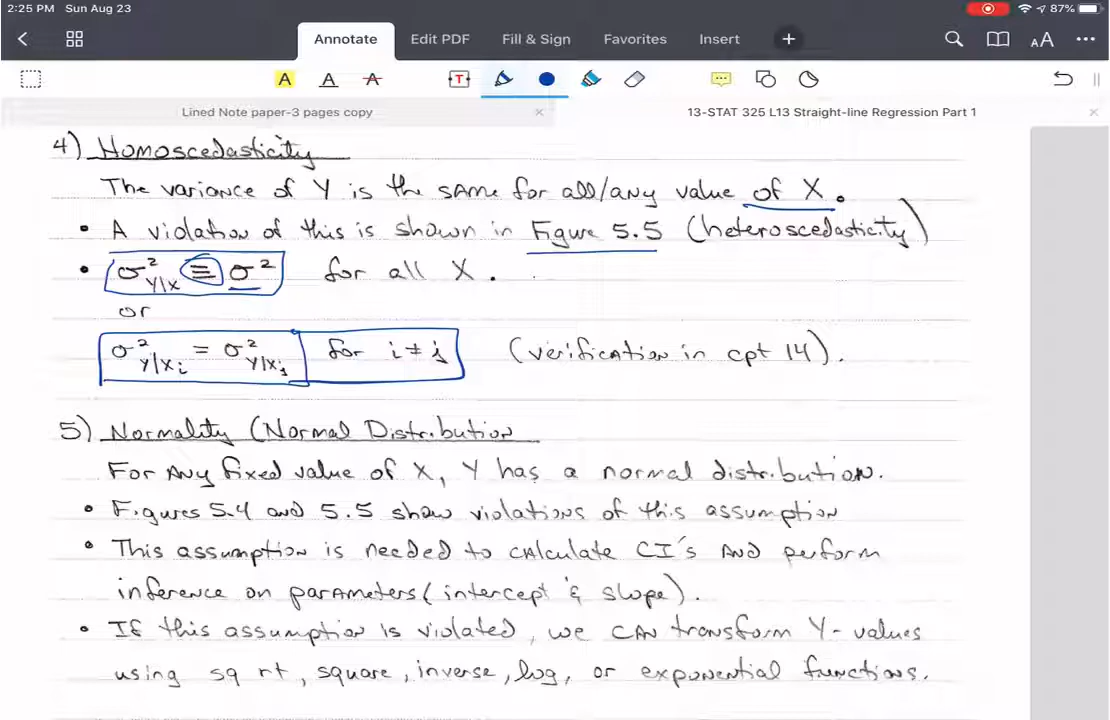 2:25 PM Sun Aug 23 87%
Annotate Edit PDF Fill & Sign Favorites Insert + AA
A A A T
Lined Note paper-3 pages copy × 13-STAT 325 L13 Straight-line Regression Part 1 ×
4) Homoscedasticity
The variance of Y is the same for all/any value of X.
• A violation of this is shown in Figure 5.5 (heteroscedasticity)
• σ²_Y|X ≡ σ² for all X.
or
σ²_Y|Xi = σ²_Y|Xj for i ≠ j (verification in cpt 14).
5) Normality (Normal Distribution
For any fixed value of X, Y has a normal distribution.
• Figures 5.4 and 5.5 show violations of this assumption
• This assumption is needed to calculate CI's and perform
inference on parameters (intercept & slope).
• If this assumption is violated, we can transform Y-values
using sq rt, square, inverse, log, or exponential functions.